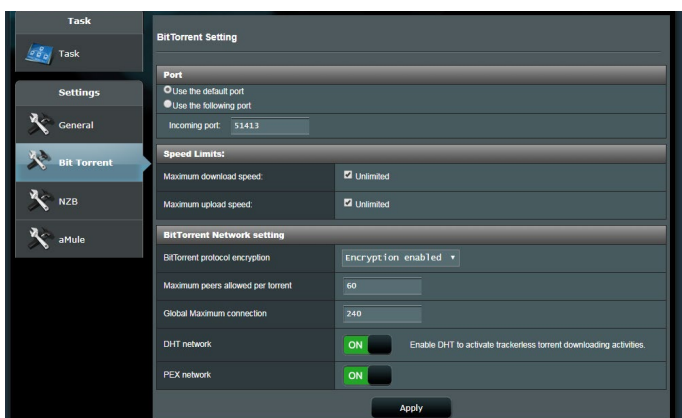 Task
Task
Settings
General
Bit Torrent
NZB
aMule
BitTorrent Setting
Port
Use the default port
Use the following port
Incoming port: 51413
Speed Limits:
Maximum download speed: Unlimited
Maximum upload speed: Unlimited
BitTorrent Network setting
BitTorrent protocol encryption Encryption enabled
Maximum peers allowed per torrent 60
Global Maximum connection 240
DHT network ON Enable DHT to activate trackerless torrent downloading activities.
PEX network ON
Apply